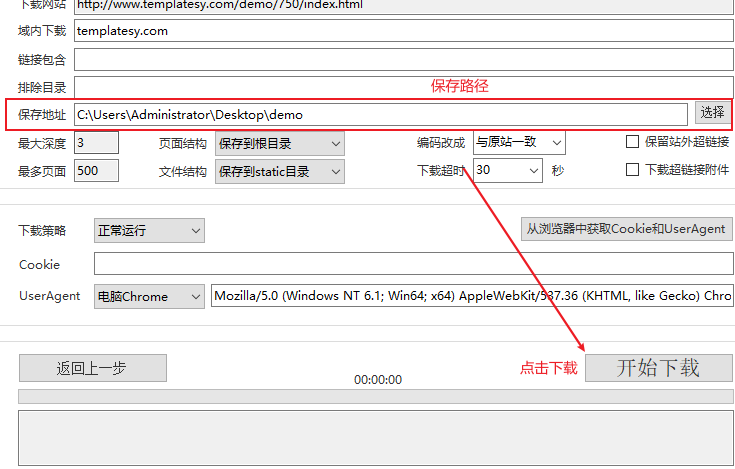 下载网站 http://www.templatesy.com/demo/750/index.html
域内下载 templatesy.com
链接包含
排除目录 保存路径
保存地址 C:\Users\Administrator\Desktop\demo 选择
最大深度 3 页面结构 保存到根目录 编码改成 与原站一致 保留站外超链接
最多页面 500 文件结构 保存到static目录 下载超时 30 秒 下载超链接附件
下载策略 正常运行 从浏览器中获取Cookie和UserAgent
Cookie
UserAgent 电脑Chrome Mozilla/5.0 (Windows NT 6.1; Win64; x64) AppleWebKit/537.36 (KHTML, like Gecko) Chro
返回上一步 00:00:00 点击下载 开始下载